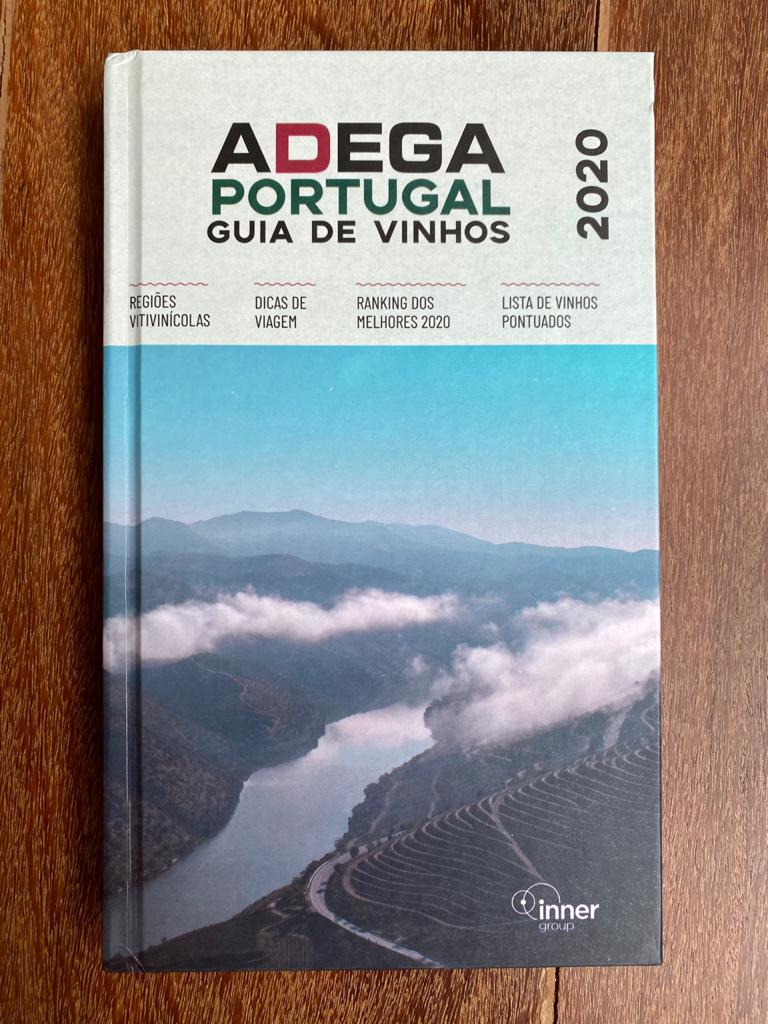 ADEGA
PORTUGAL
GUIA DE VINHOS
2020
REGIÕES
VITIVINÍCOLAS
DICAS DE
VIAGEM
RANKING DOS
MELHORES 2020
LISTA DE VINHOS
PONTUADOS
inner
group